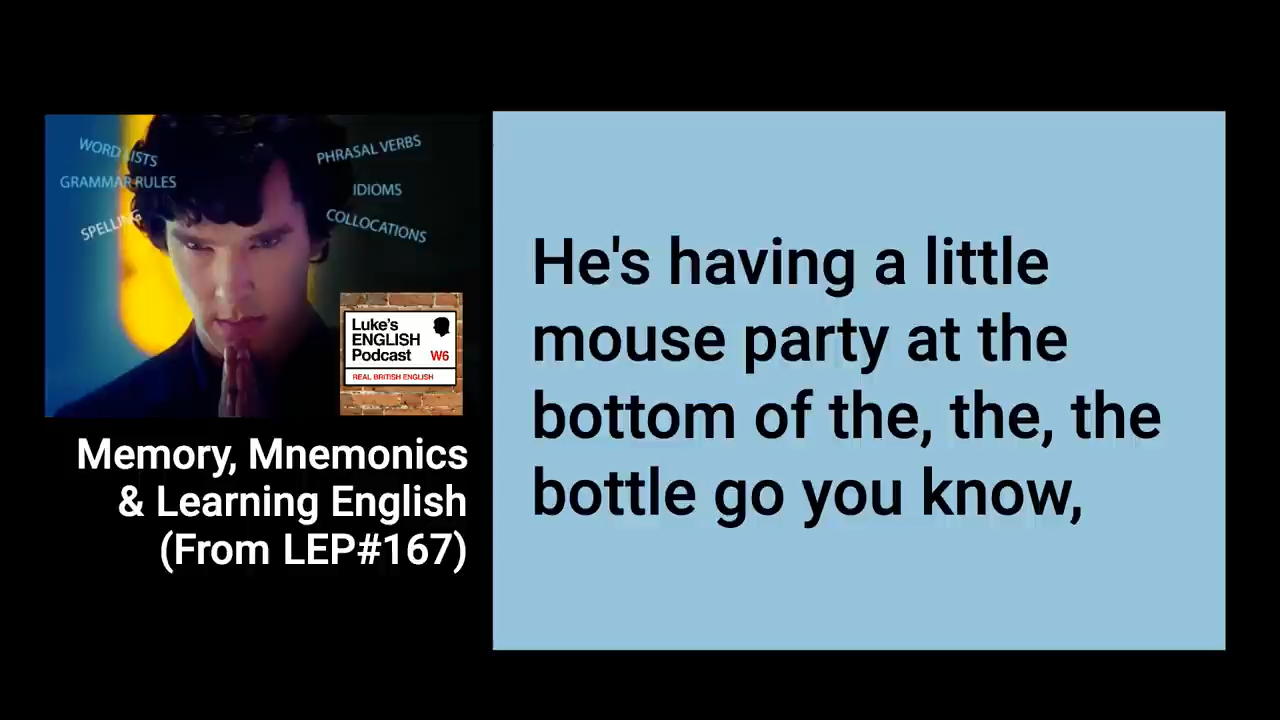 WORD LISTS
GRAMMAR RULES
SPELLING
PHRASAL VERBS
IDIOMS
COLLOCATIONS
Luke's
ENGLISH
Podcast W6
REAL BRITISH ENGLISH
Memory, Mnemonics
& Learning English
(From LEP#167)
He's having a little
mouse party at the
bottom of the, the, the
bottle go you know,